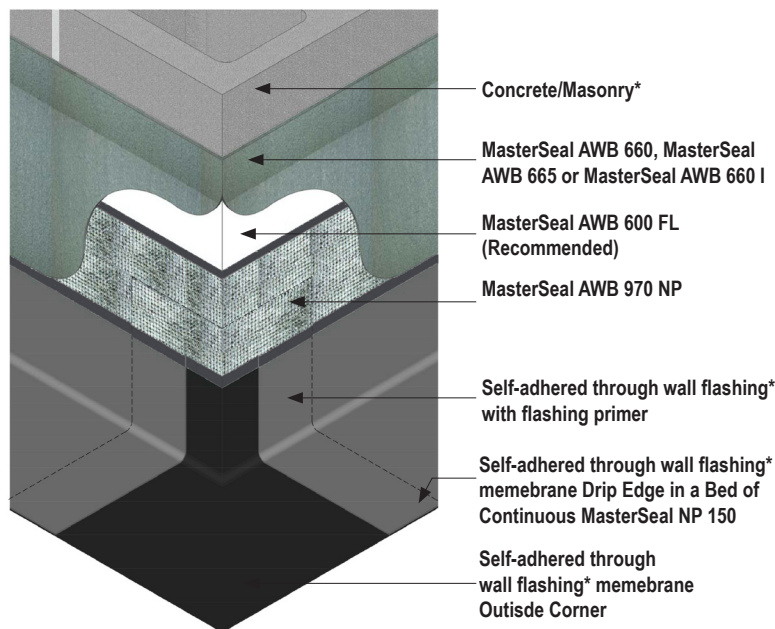 Concrete/Masonry*
MasterSeal AWB 660, MasterSeal
AWB 665 or MasterSeal AWB 660 I
MasterSeal AWB 600 FL
(Recommended)
MasterSeal AWB 970 NP
Self-adhered through wall flashing*
with flashing primer
Self-adhered through wall flashing*
memebrane Drip Edge in a Bed of
Continuous MasterSeal NP 150
Self-adhered through
wall flashing* memebrane
Outisde Corner